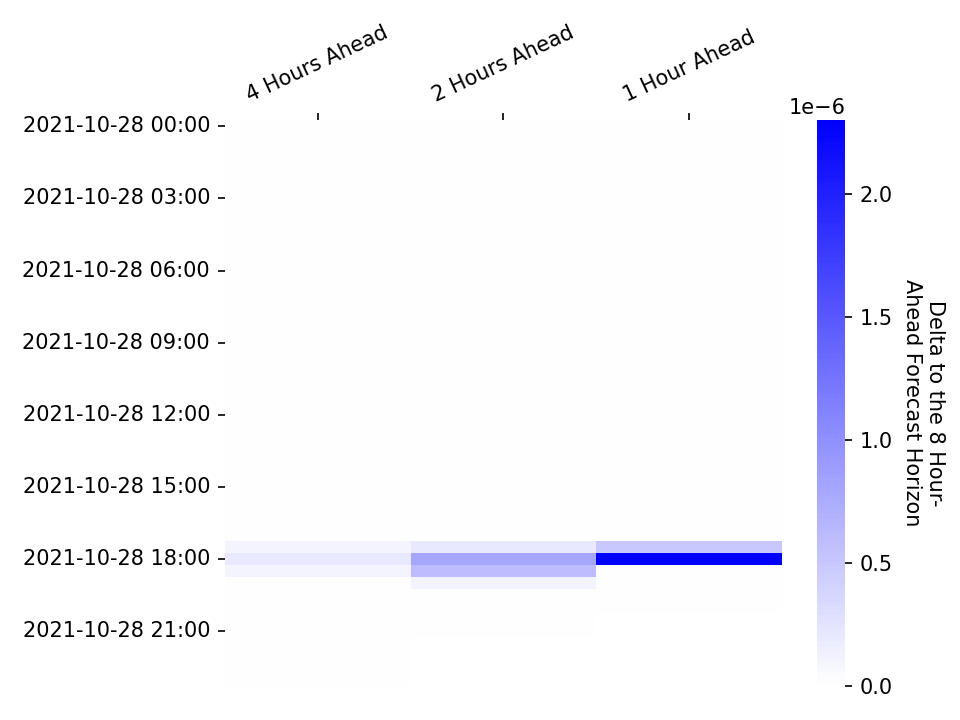 4 Hours Ahead
2 Hours Ahead
1 Hour Ahead
1e−6
2021-10-28 00:00
2021-10-28 03:00
2021-10-28 06:00
2021-10-28 09:00
2021-10-28 12:00
2021-10-28 15:00
2021-10-28 18:00
2021-10-28 21:00
2.0
1.5
1.0
0.5
0.0
Delta to the 8 Hour-
Ahead Forecast Horizon